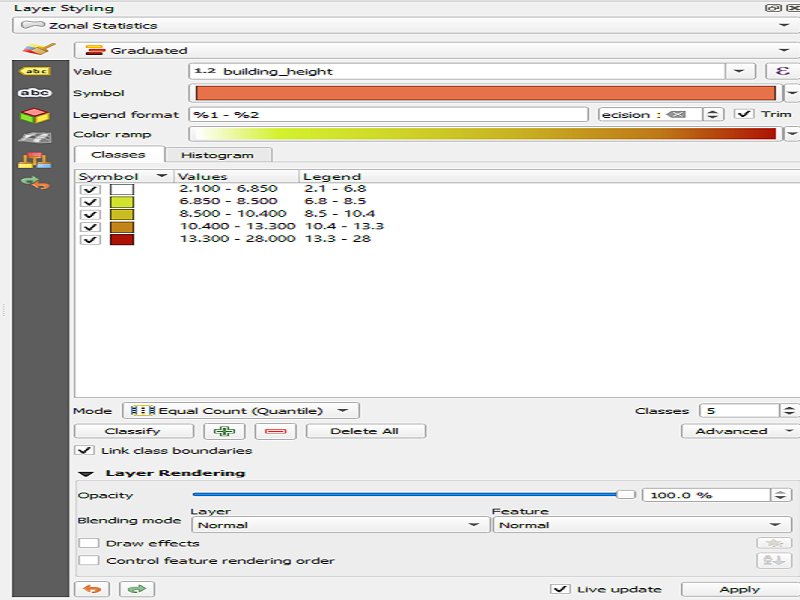 Layer Styling
Zonal Statistics
Graduated
abc
Value 1.2 building_height ε
abc
Symbol
Legend format %1 - %2 ecision : Trim
Color ramp
Classes Histogram
Symbol Values Legend
2.100 - 6.850 2.1 - 6.8
6.850 - 8.500 6.8 - 8.5
8.500 - 10.400 8.5 - 10.4
10.400 - 13.300 10.4 - 13.3
13.300 - 28.000 13.3 - 28
Mode Equal Count (Quantile) Classes 5
Classify Delete All Advanced
Link class boundaries
Layer Rendering
Opacity 100.0 %
Layer Feature
Blending mode Normal Normal
Draw effects
Control feature rendering order
Live update Apply